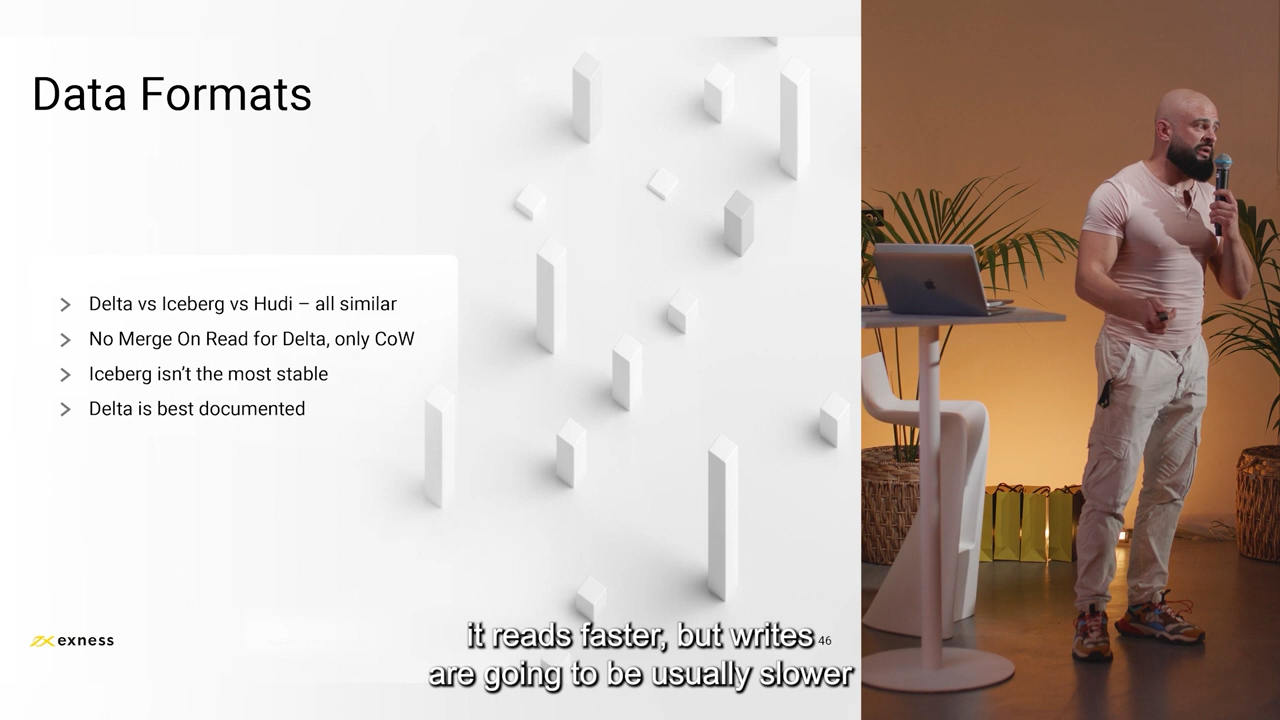 Data Formats
Delta vs Iceberg vs Hudi – all similar
No Merge On Read for Delta, only CoW
Iceberg isn’t the most stable
Delta is best documented
exness
46
it reads faster, but writes
are going to be usually slower